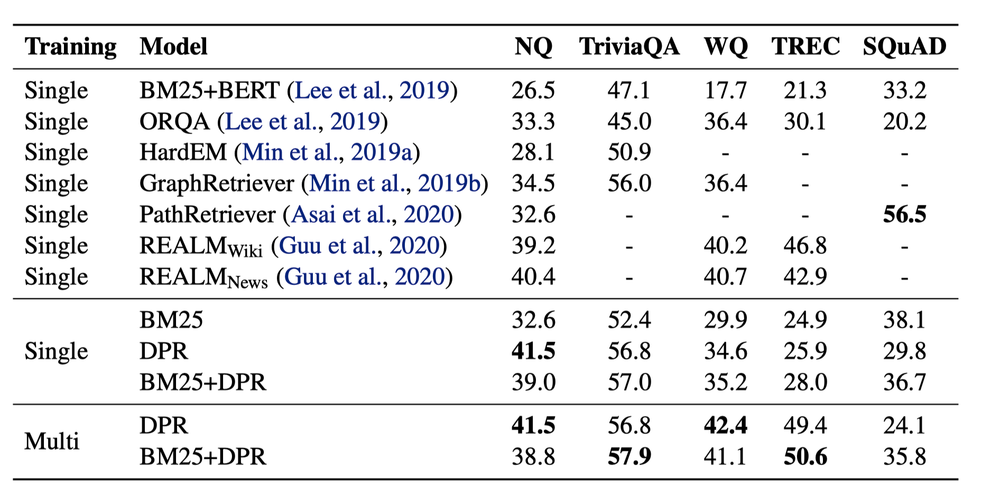 Training Model NQ TriviaQA WQ TREC SQuAD
Single BM25+BERT (Lee et al., 2019) 26.5 47.1 17.7 21.3 33.2
Single ORQA (Lee et al., 2019) 33.3 45.0 36.4 30.1 20.2
Single HardEM (Min et al., 2019a) 28.1 50.9 - - -
Single GraphRetriever (Min et al., 2019b) 34.5 56.0 36.4 - -
Single PathRetriever (Asai et al., 2020) 32.6 - - - 56.5
Single REALMWiki (Guu et al., 2020) 39.2 - 40.2 46.8 -
Single REALMNews (Guu et al., 2020) 40.4 - 40.7 42.9 -
BM25 32.6 52.4 29.9 24.9 38.1
Single DPR 41.5 56.8 34.6 25.9 29.8
BM25+DPR 39.0 57.0 35.2 28.0 36.7
Multi
DPR 41.5 56.8 42.4 49.4 24.1
BM25+DPR 38.8 57.9 41.1 50.6 35.8